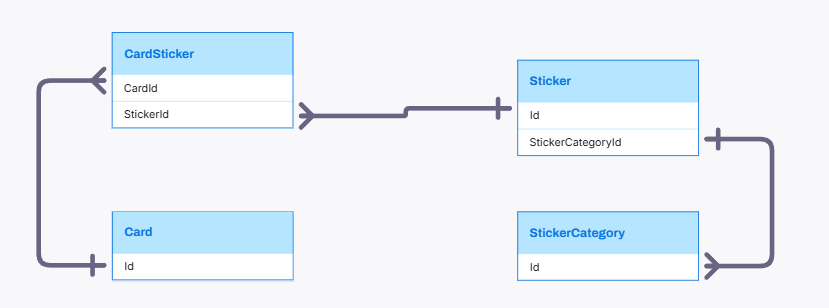 CardSticker
CardId
StickerId
Sticker
Id
StickerCategoryId
Card
Id
StickerCategory
Id